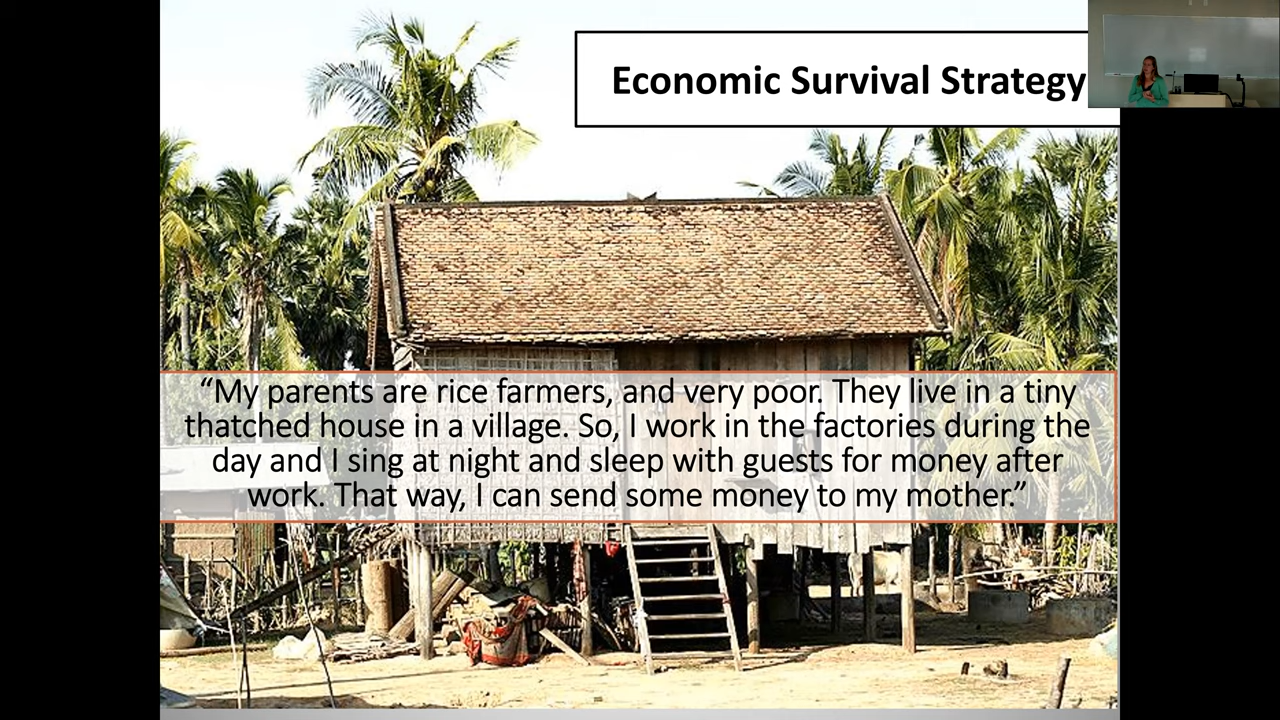 Economic Survival Strategy
“My parents are rice farmers, and very poor. They live in a tiny
thatched house in a village. So, I work in the factories during the
day and I sing at night and sleep with guests for money after
work. That way, I can send some money to my mother.”